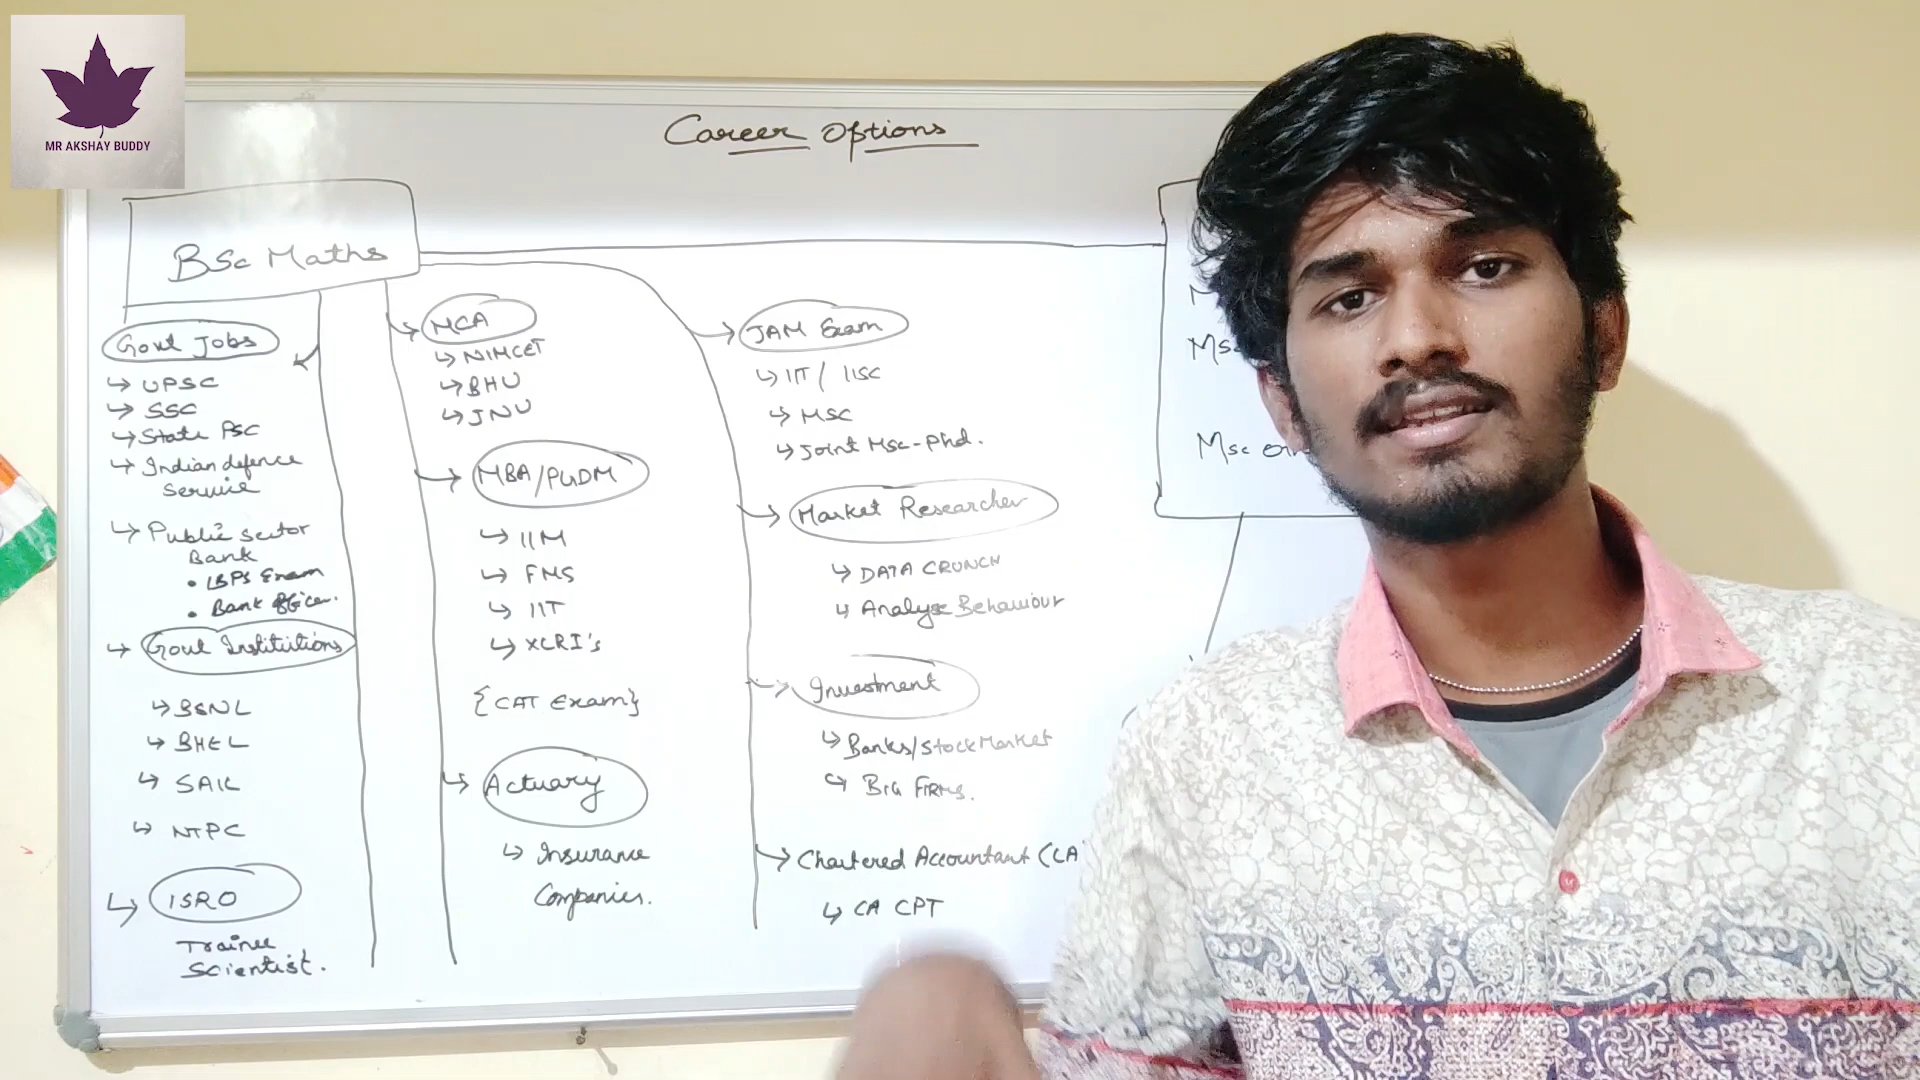 MR AKSHAY BUDDY
Career Options
BSc Maths
Govt Jobs
↳ UPSC
↳ SSC
↳ State PSC
↳ Indian defence
Service
↳ Public sector
Bank
• IBPS Exam
• Bank officer.
↳ Govt Institutions
↳ BSNL
↳ BHEL
↳ SAIL
↳ NTPC
↳ ISRO
Trainee
Scientist.
MCA
↳ NIMCET
↳ BHU
↳ JNU
MBA/PGDM
↳ IIM
↳ FMS
↳ IIT
↳ XLRI's
{CAT Exam}
Actuary
↳ Insurance
Companies.
JAM Exam
↳ IIT / IISC
↳ MSC
↳ Joint Msc-Phd.
Market Researcher
↳ DATA CRUNCH
↳ Analyse Behaviour
Investment
↳ Banks/Stock Market
↳ BIG FIRMS.
Chartered Accountant (CA
↳ CA CPT
Msc
Msc